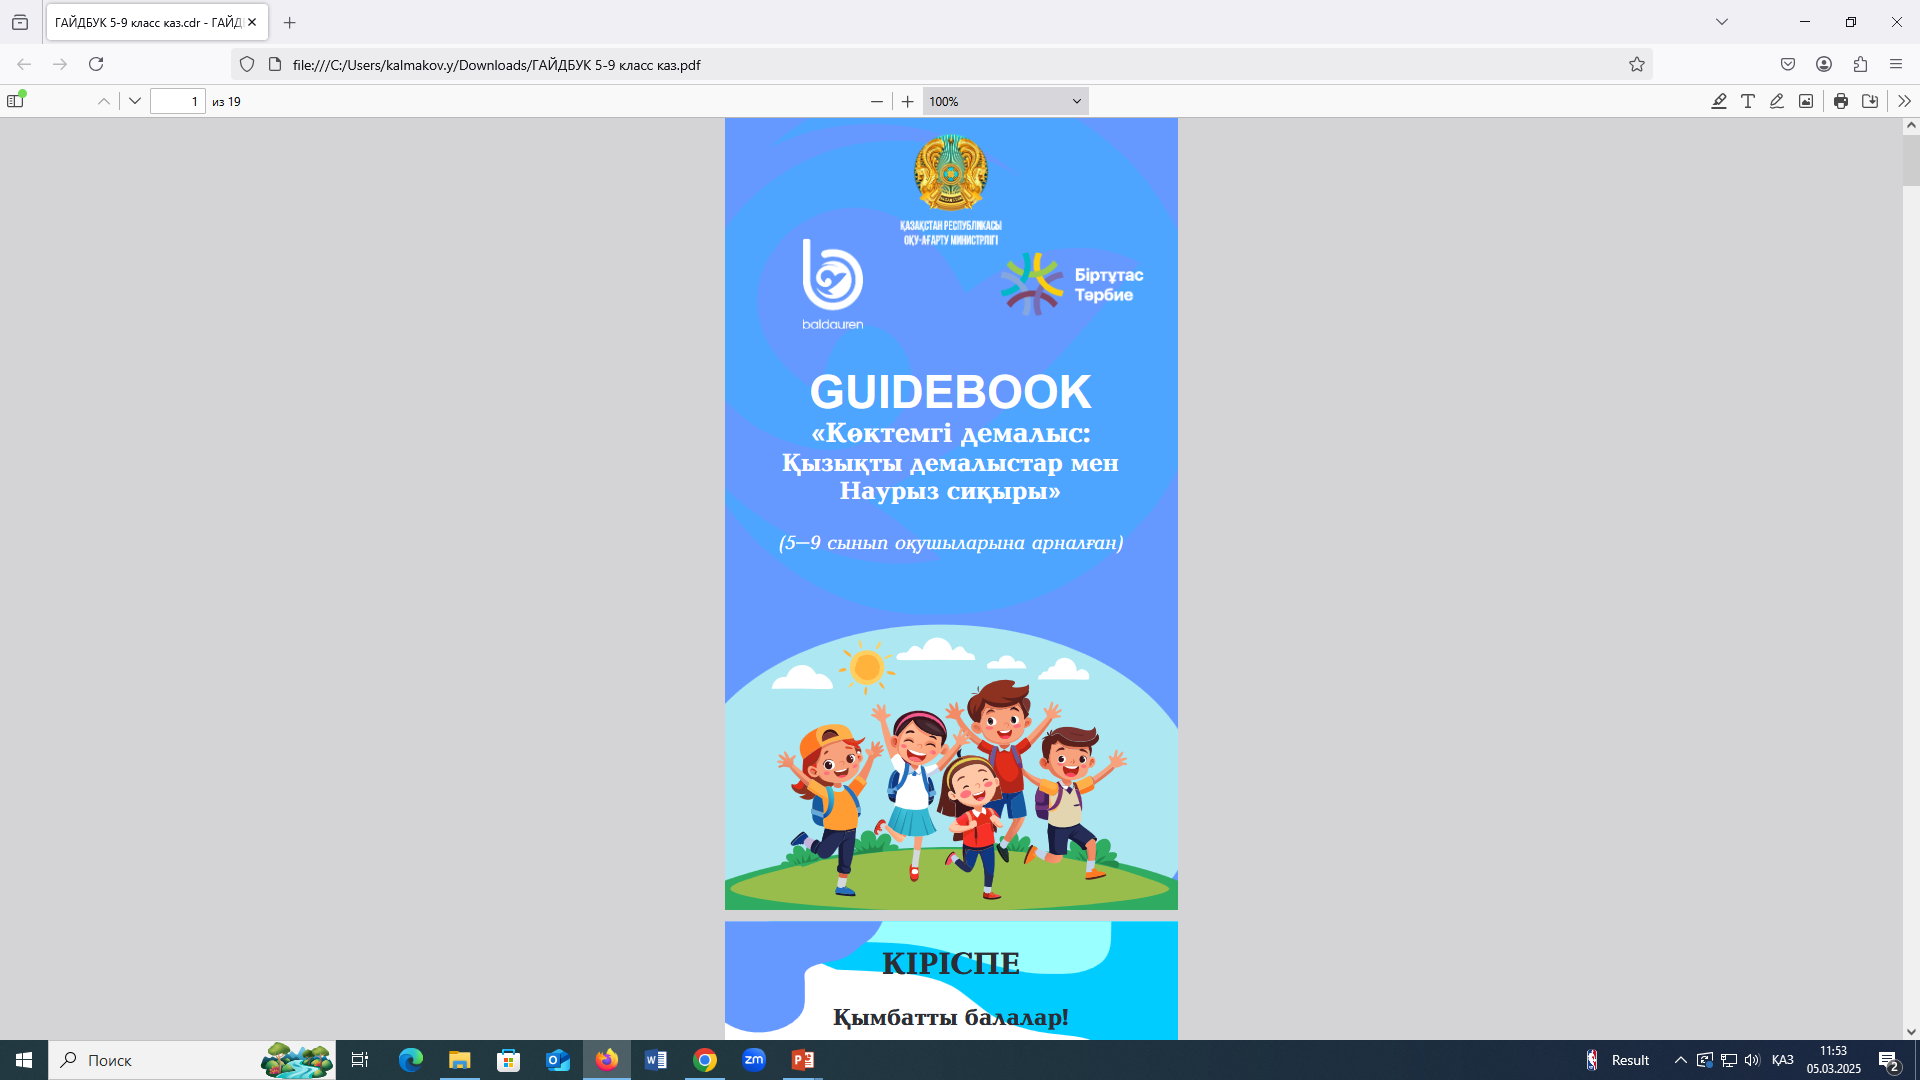 ГАЙДБУК 5-9 класс каз.cdr - ГАЙД
file:///C:/Users/kalmakov.y/Downloads/ГАЙДБУК 5-9 класс каз.pdf
1 из 19
100%
ҚАЗАҚСТАН РЕСПУБЛИКАСЫ
ОҚУ-АҒАРТУ МИНИСТРЛІГІ
baldauren
Біртұтас
Тәрбие
GUIDEBOOK
«Көктемгі демалыс:
Қызықты демалыстар мен
Наурыз сиқыры»
(5—9 сынып оқушыларына арналған)
КІРІСПЕ
Қымбатты балалар!
Поиск
Result
ҚАЗ
11:53
05.03.2025
2